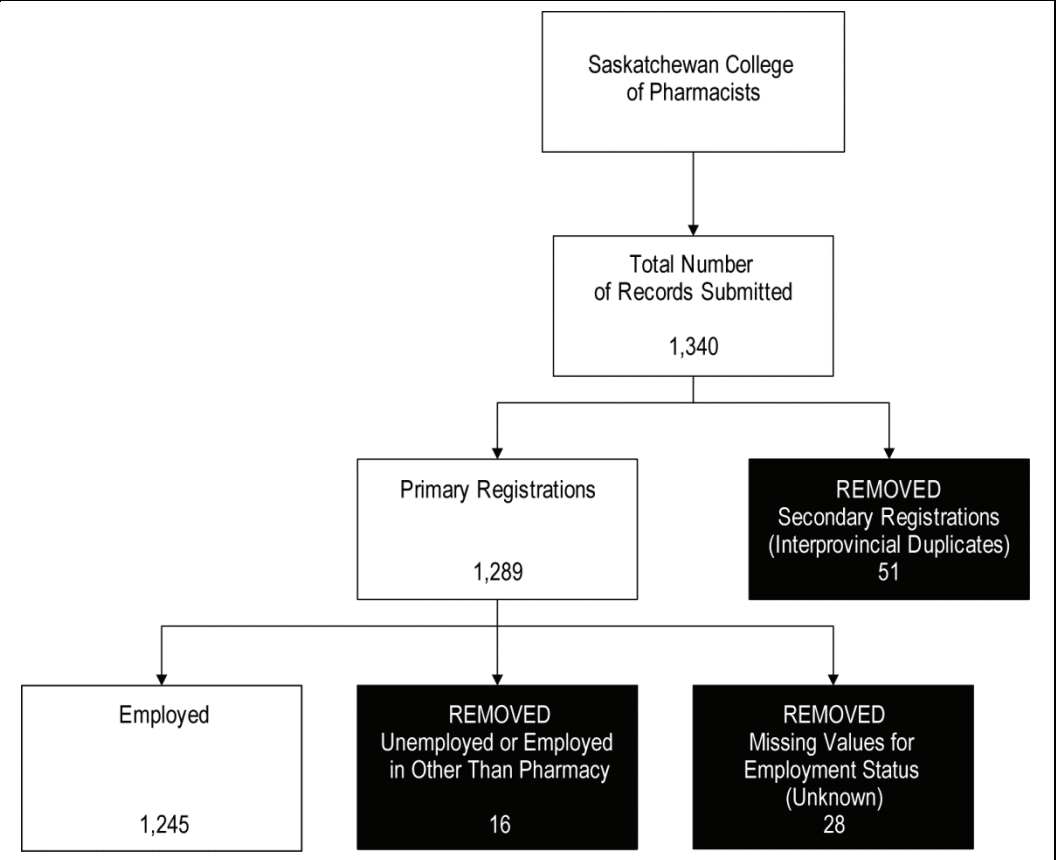 Saskatchewan College
of Pharmacists
Total Number
of Records Submitted
1,340
Primary Registrations
1,289
REMOVED
Secondary Registrations
(Interprovincial Duplicates)
51
Employed
1,245
REMOVED
Unemployed or Employed
in Other Than Pharmacy
16
REMOVED
Missing Values for
Employment Status
(Unknown)
28